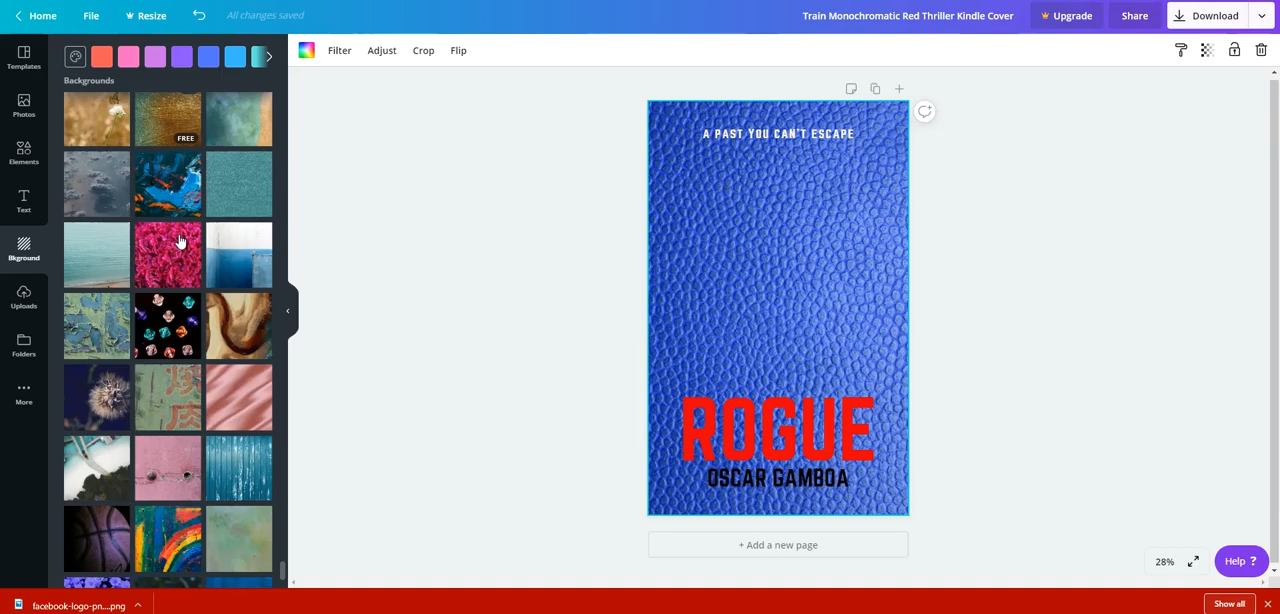 Home File Resize All changes saved Train Monochromatic Red Thriller Kindle Cover Upgrade Share Download
Filter Adjust Crop Flip
Templates
Photos
Elements
Text
Bkground
Uploads
Folders
More
Backgrounds
FREE
A PAST YOU CAN'T ESCAPE
ROGUE
OSCAR GAMBOA
+ Add a new page
28% Help ?
facebook-logo-pn....png Show all